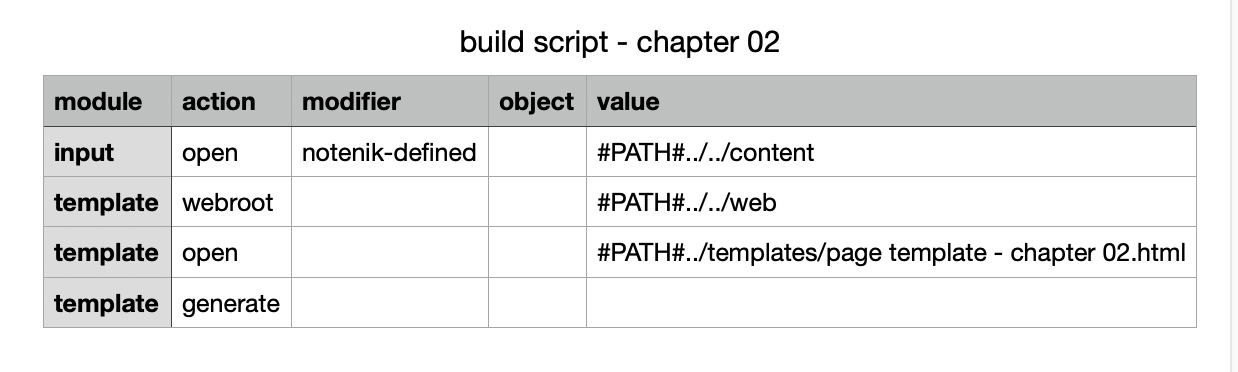 build script - chapter 02
module action modifier object value
input open notenik-defined #PATH#../../content
template webroot #PATH#../../web
template open #PATH#../templates/page template - chapter 02.html
template generate